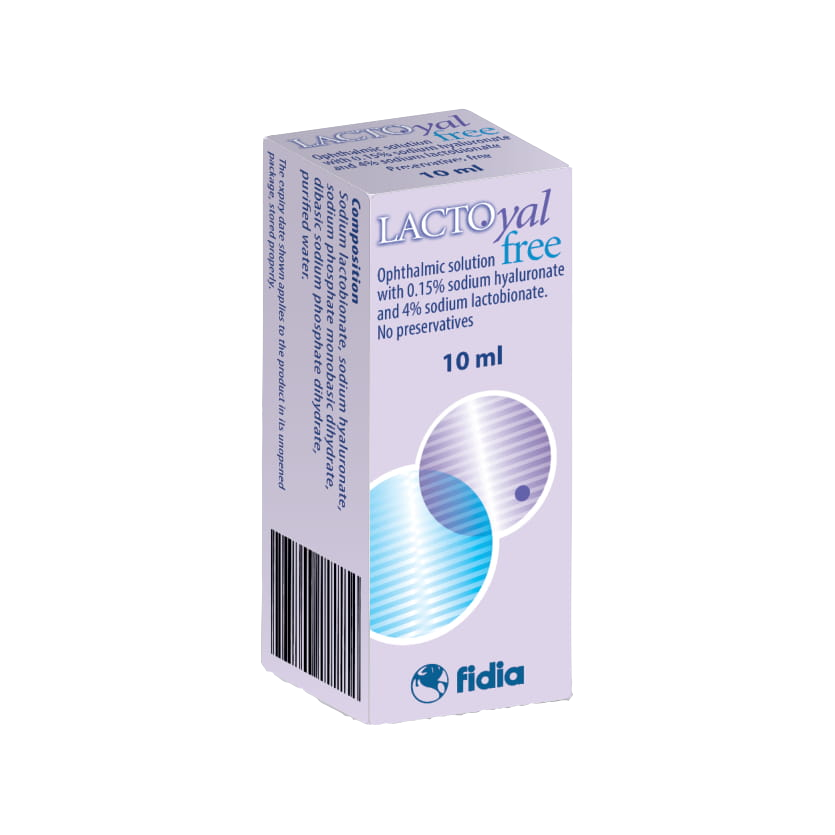 LACTOyal
free
Ophthalmic solution
with 0.15% sodium hyaluronate
and 4% sodium lactobionate
Preservatives free
10 ml
LACTOyal
free
Ophthalmic solution
with 0.15% sodium hyaluronate
and 4% sodium lactobionate.
No preservatives
10 ml
fidia
Composition
Sodium lactobionate, sodium hyaluronate,
sodium phosphate monobasic dihydrate,
dibasic sodium phosphate dihydrate,
purified water.
The expiry date shown applies to the product in its unopened
package, stored properly.